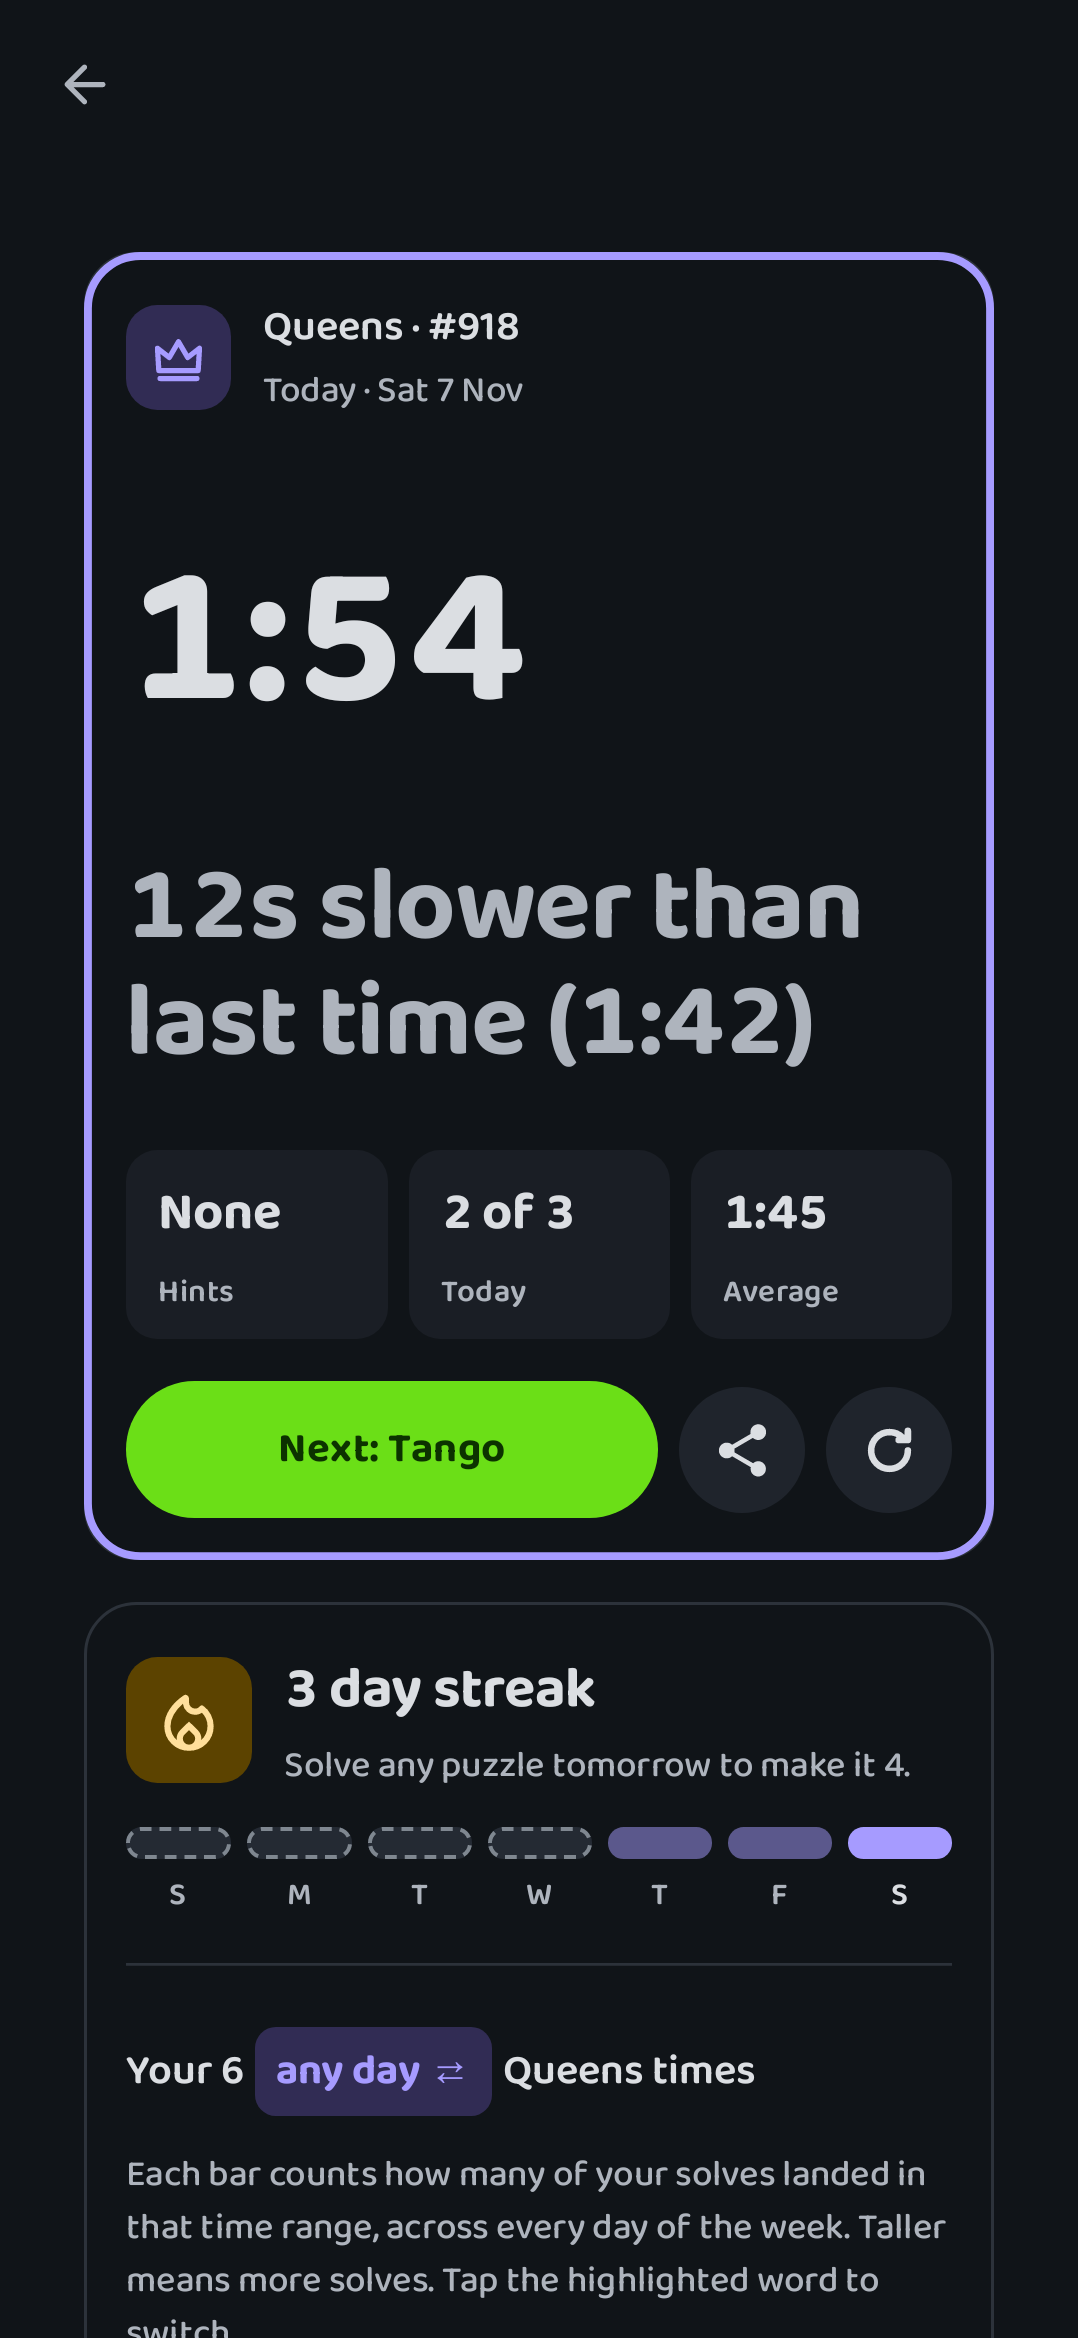 Queens · #918
Today · Sat 7 Nov
1:54
12s slower than
last time (1:42)
None
Hints
2 of 3
Today
1:45
Average
Next: Tango
3 day streak
Solve any puzzle tomorrow to make it 4.
S M T W T F S
Your 6 any day ⇄ Queens times
Each bar counts how many of your solves landed in
that time range, across every day of the week. Taller
means more solves. Tap the highlighted word to
switch.